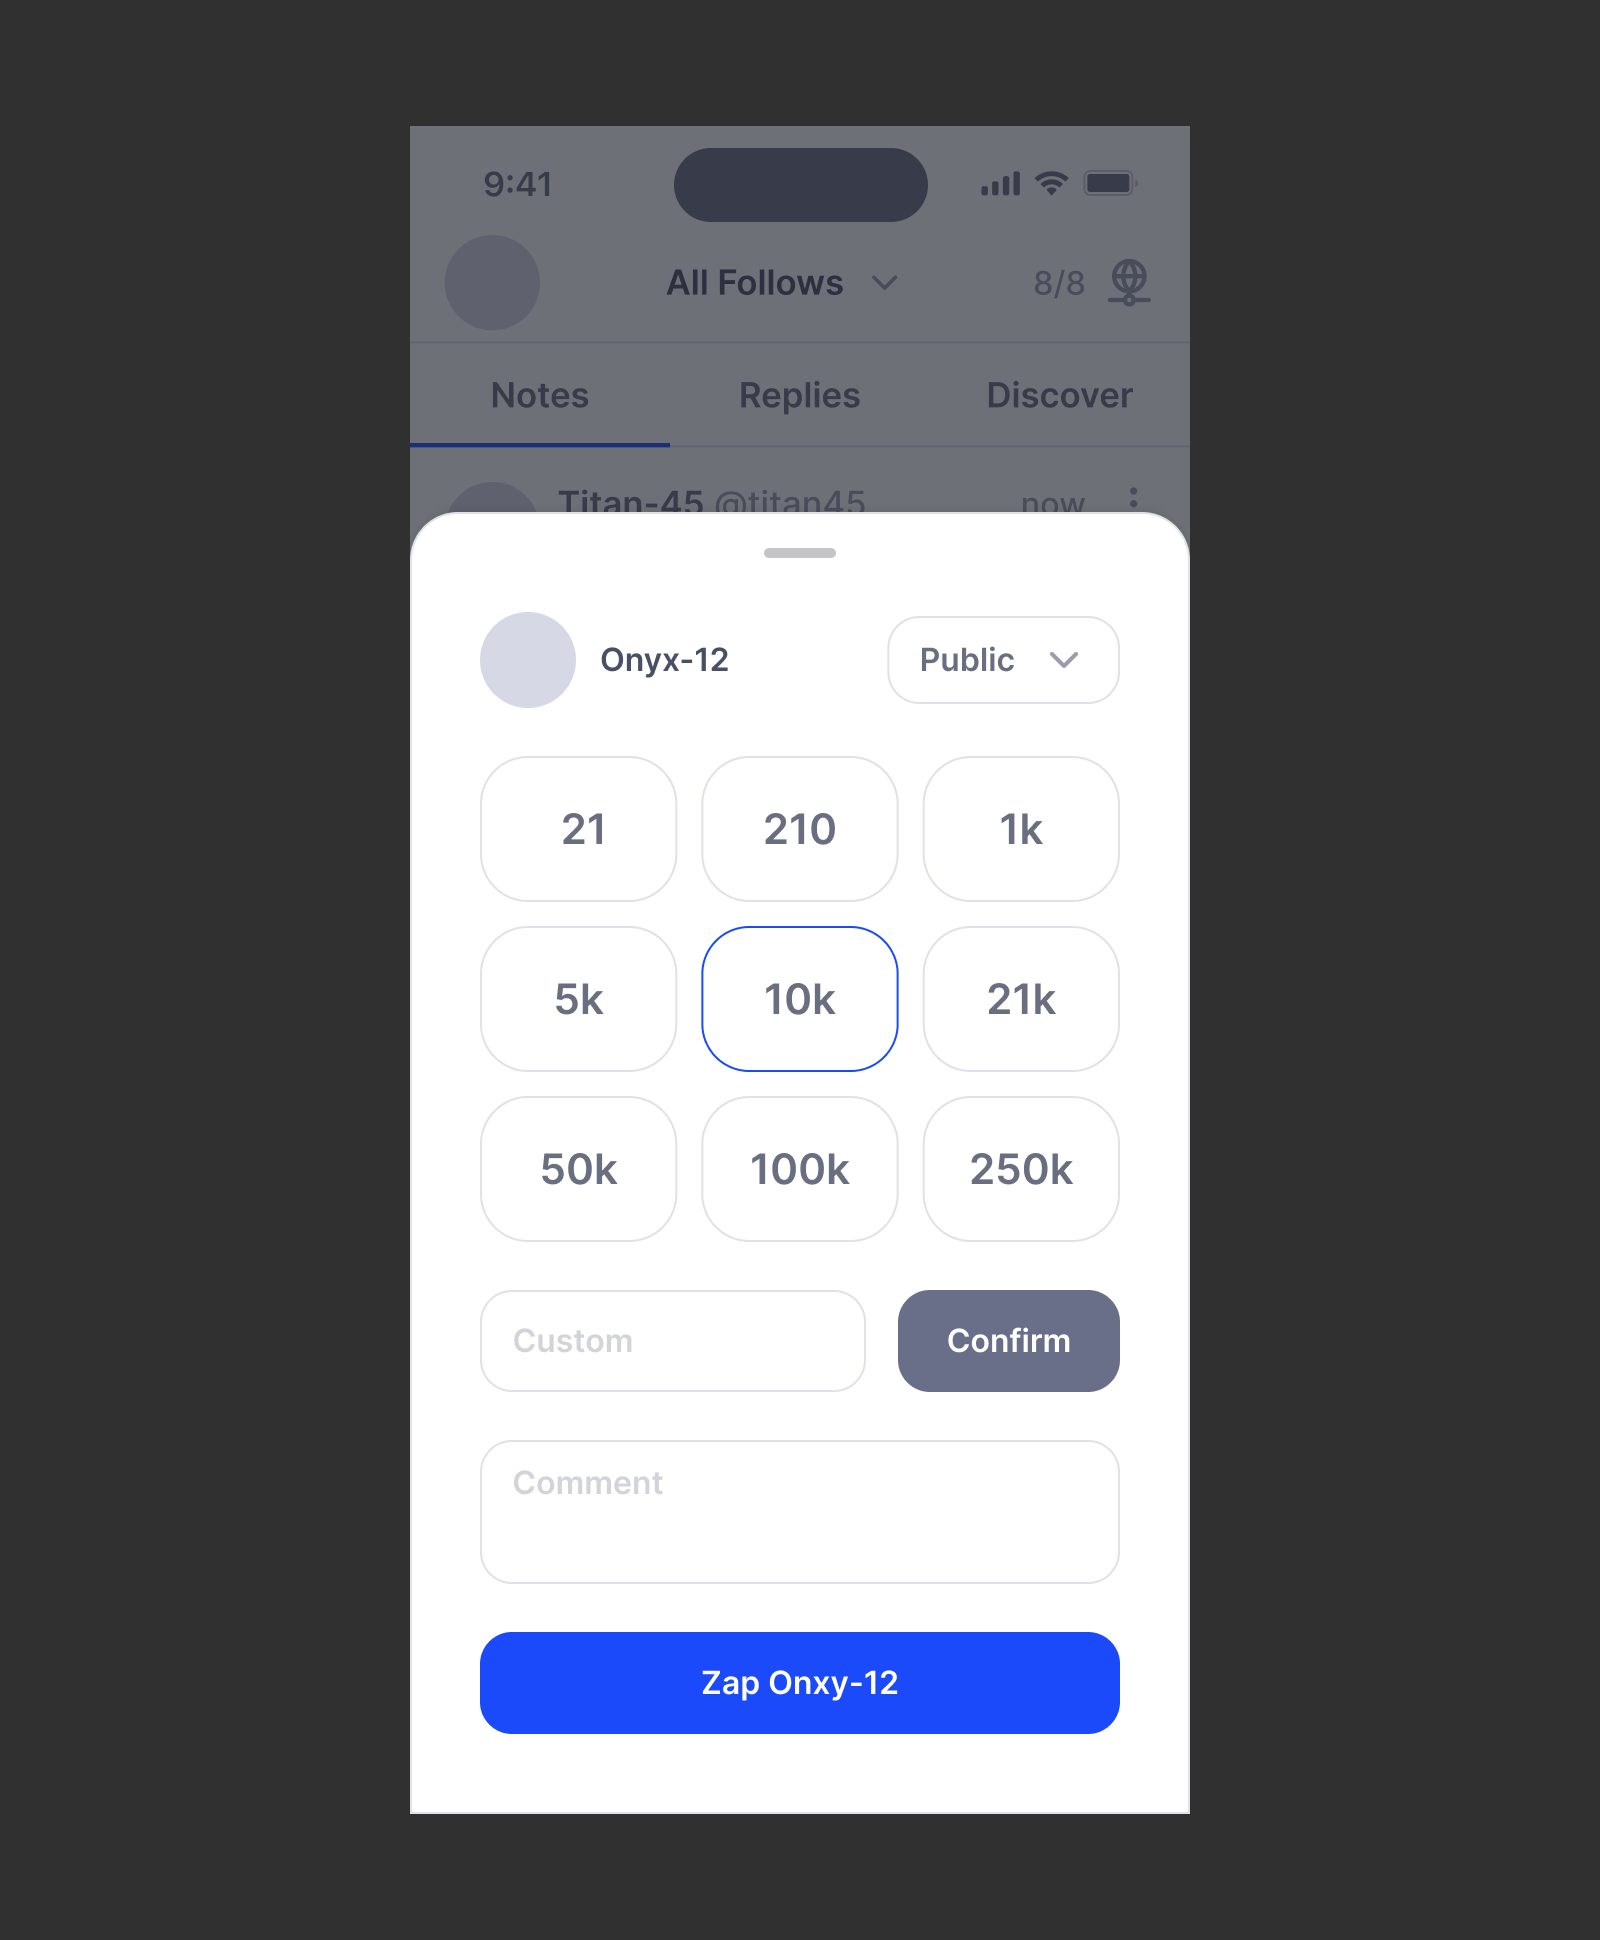 9:41
All Follows 8/8
Notes Replies Discover
Titan-45 @titan45 now
Onyx-12 Public
21 210 1k
5k 10k 21k
50k 100k 250k
Custom Confirm
Comment
Zap Onxy-12